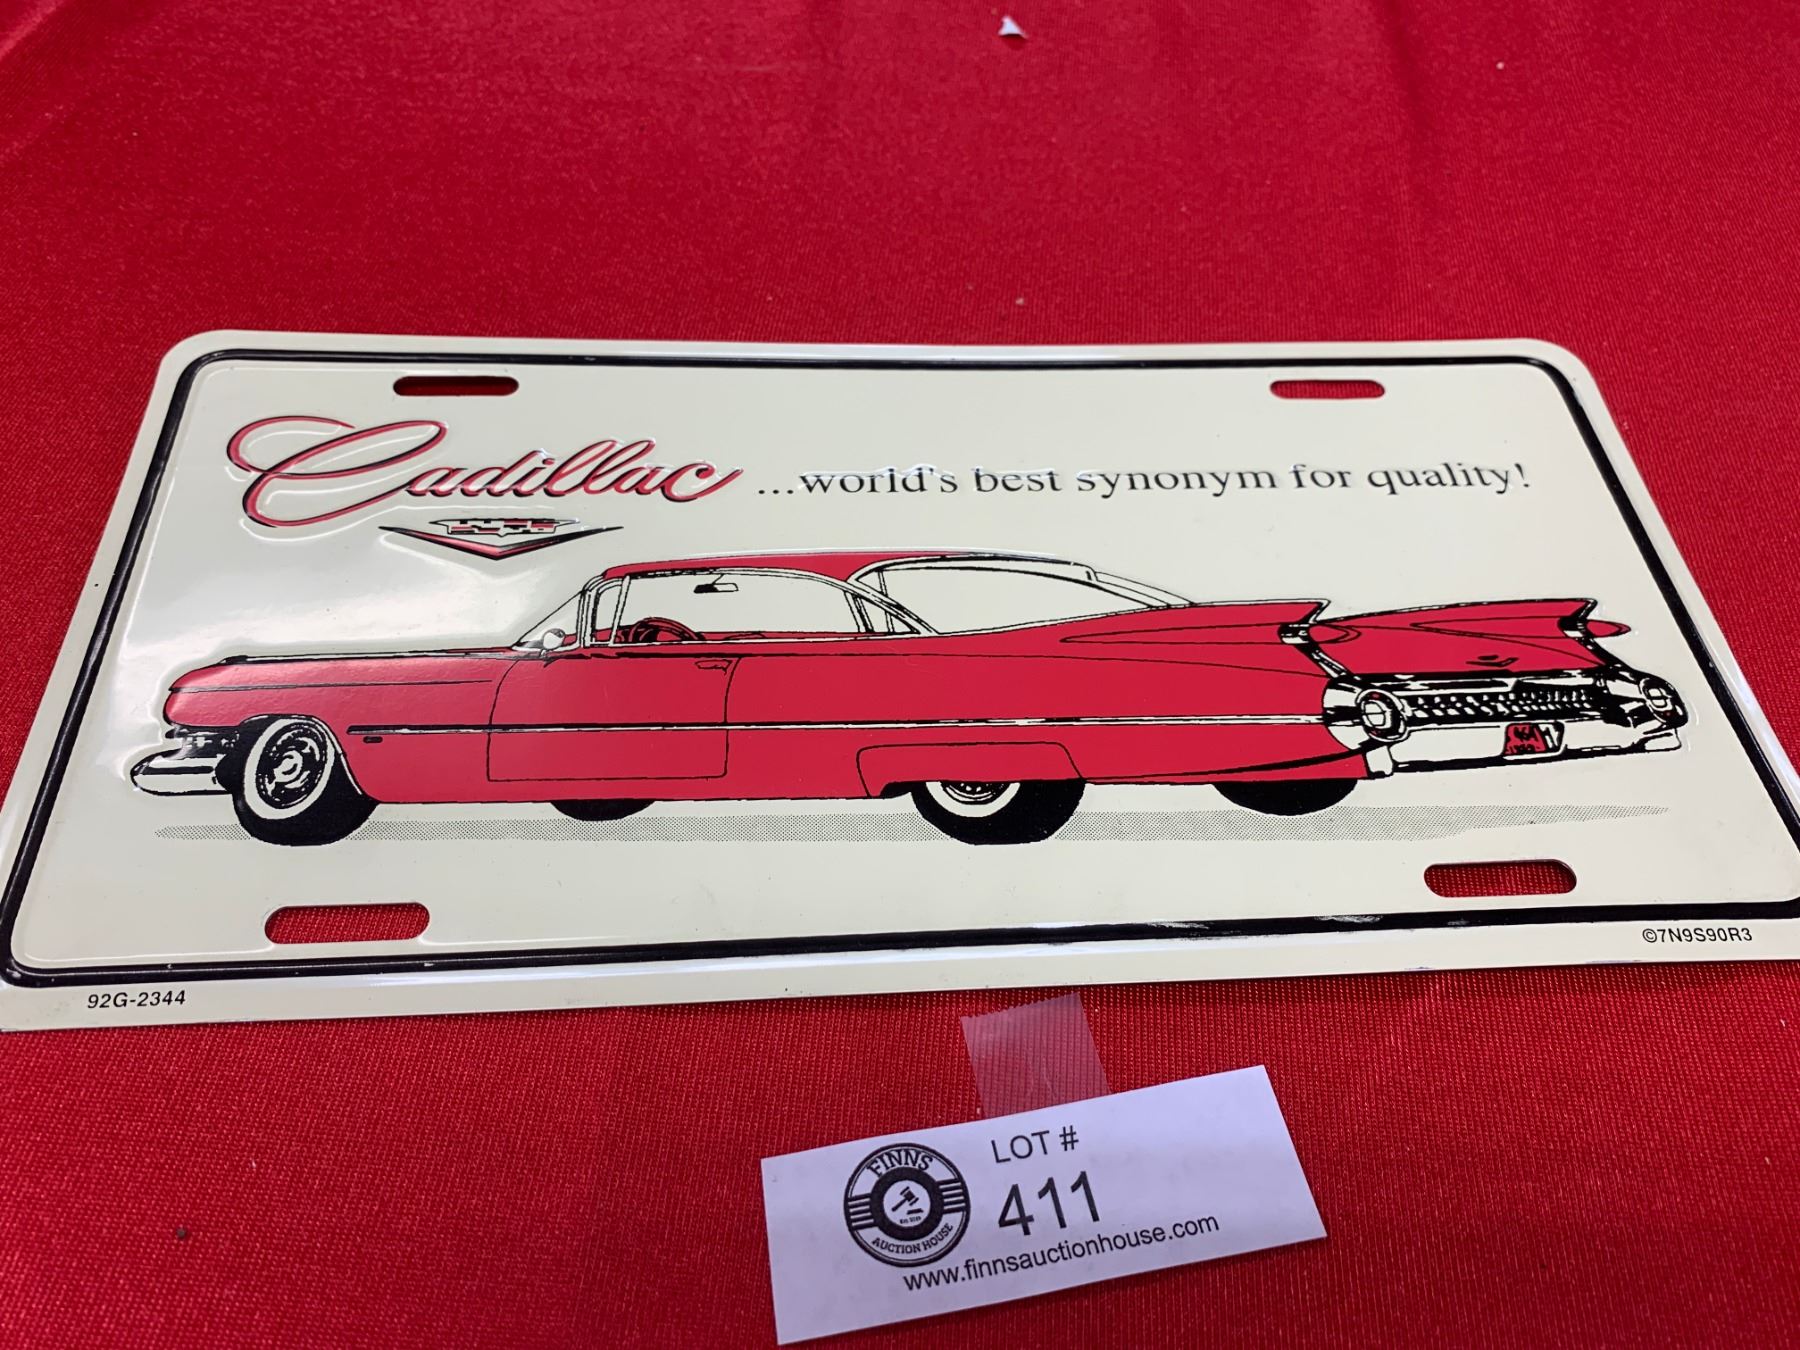 Cadillac ...world's best synonym for quality!
©7N9S90R3
92G-2344
FINNS
AUCTION HOUSE
LOT #
411
www.finnsauctionhouse.com